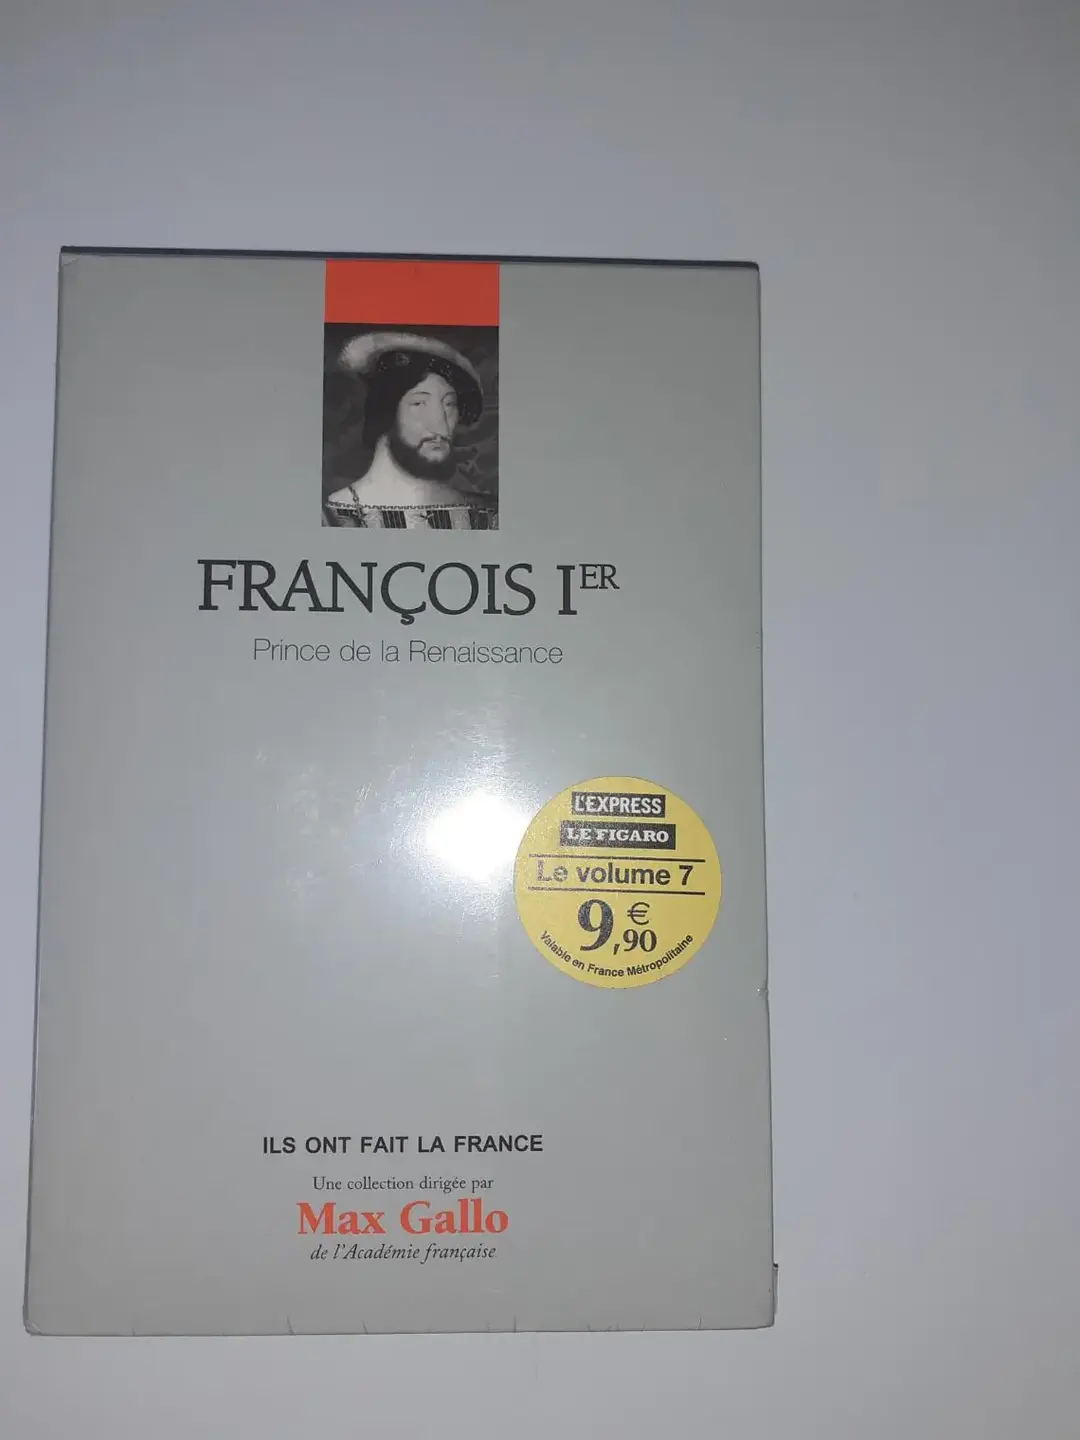 FRANÇOIS IER
Prince de la Renaissance
L'EXPRESS
LE FIGARO
Le volume 7
9,90 €
Valable en France Métropolitaine
ILS ONT FAIT LA FRANCE
Une collection dirigée par
Max Gallo
de l'Académie française